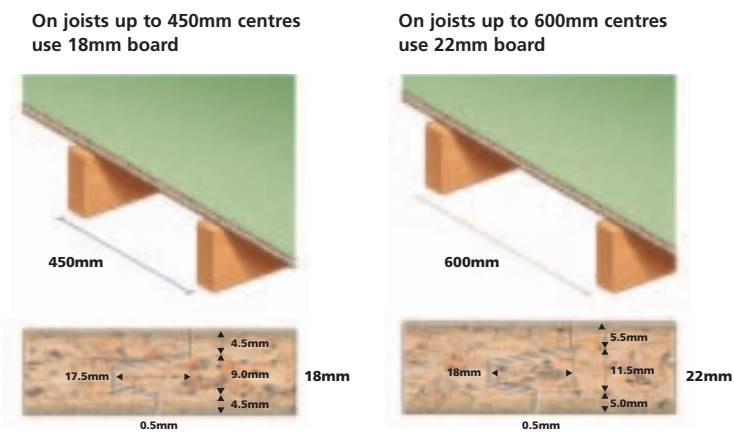 On joists up to 450mm centres
use 18mm board
On joists up to 600mm centres
use 22mm board
450mm
600mm
4.5mm
17.5mm
9.0mm
18mm
4.5mm
0.5mm
5.5mm
18mm
11.5mm
22mm
5.0mm
0.5mm